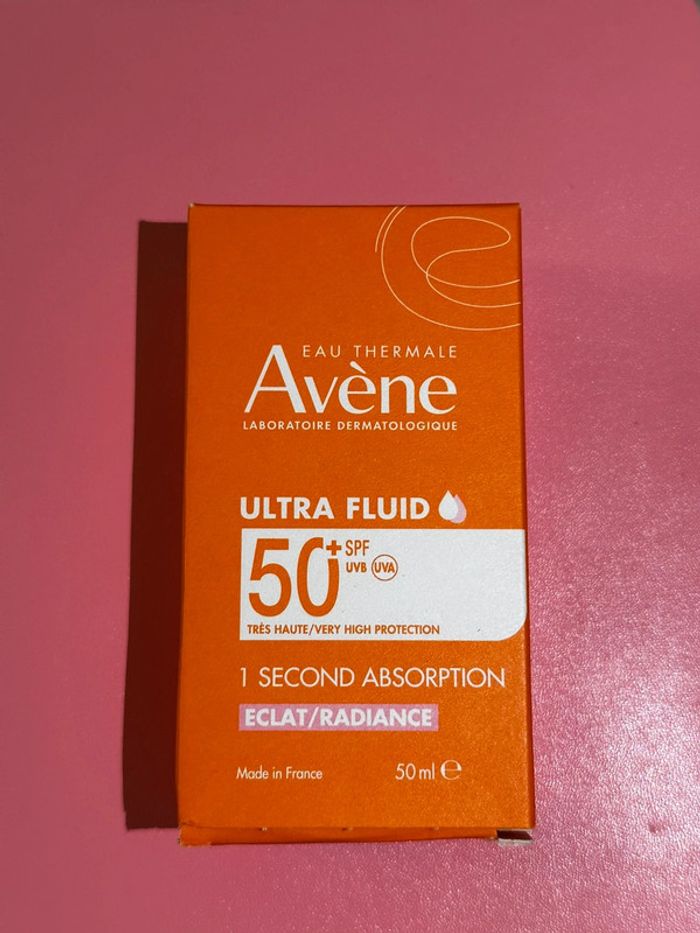 EAU THERMALE
Avène
LABORATOIRE DERMATOLOGIQUE
ULTRA FLUID
50+ SPF
UVB UVA
TRÈS HAUTE/VERY HIGH PROTECTION
1 SECOND ABSORPTION
ECLAT/RADIANCE
Made in France 50 ml ℮